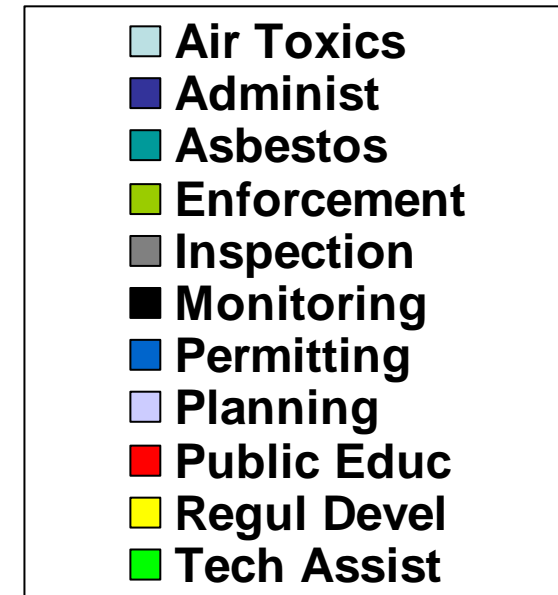 Air Toxics
Administ
Asbestos
Enforcement
Inspection
Monitoring
Permitting
Planning
Public Educ
Regul Devel
Tech Assist